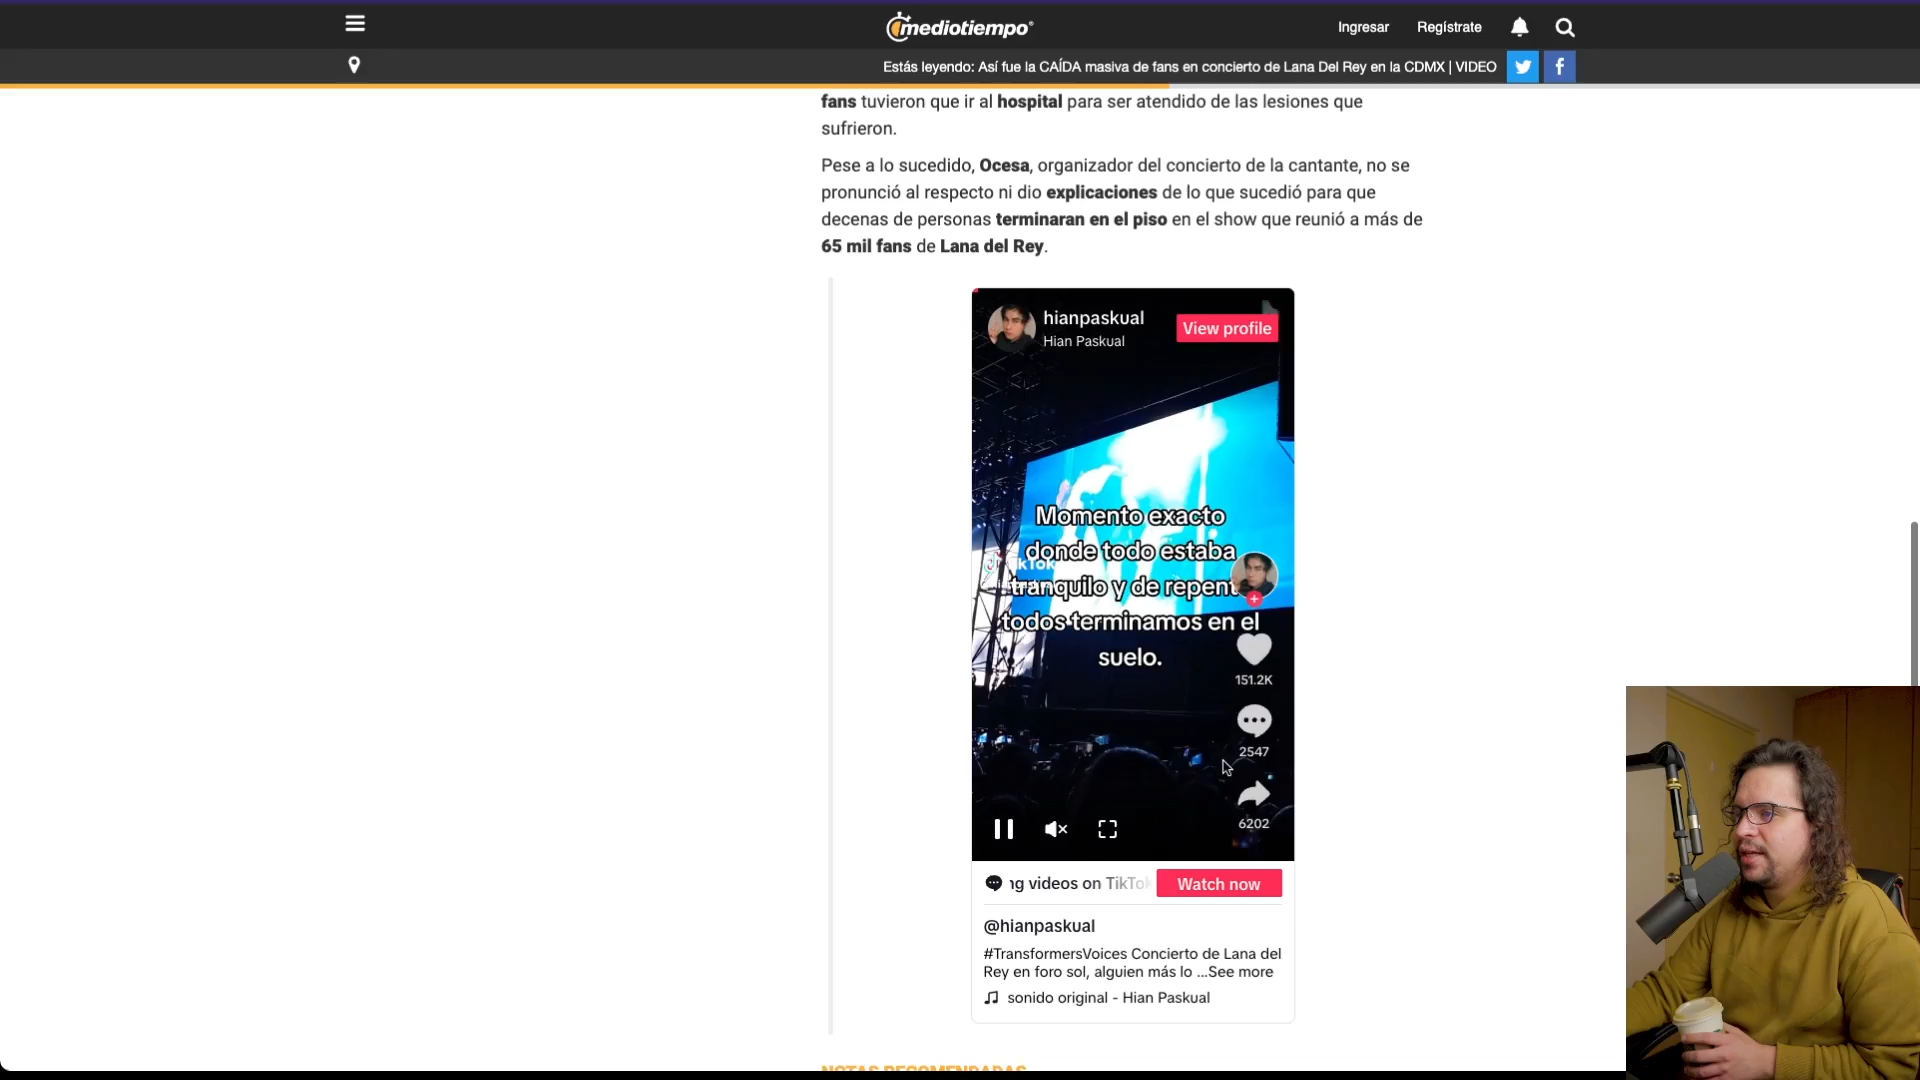 mediotiempo
Ingresar
Regístrate
Estás leyendo: Así fue la CAÍDA masiva de fans en concierto de Lana Del Rey en la CDMX | VIDEO
fans tuvieron que ir al hospital para ser atendido de las lesiones que
sufrieron.
Pese a lo sucedido, Ocesa, organizador del concierto de la cantante, no se
pronunció al respecto ni dio explicaciones de lo que sucedió para que
decenas de personas terminaran en el piso en el show que reunió a más de
65 mil fans de Lana del Rey.
hianpaskual
Hian Paskual
View profile
Momento exacto
donde todo estaba
tranquilo y de repent
todos terminamos en el
suelo.
151.2K
2547
6202
ng videos on TikTok
Watch now
@hianpaskual
#TransformersVoices Concierto de Lana del
Rey en foro sol, alguien más lo ...See more
sonido original - Hian Paskual
NOTAS RECOMENDADAS